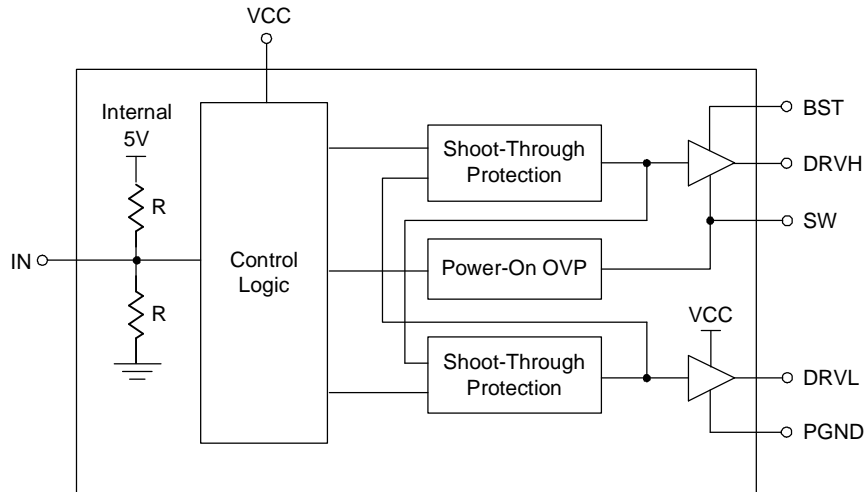 VCC
Internal
5V
R
IN
R
Control
Logic
Shoot-Through
Protection
Power-On OVP
Shoot-Through
Protection
VCC
BST
DRVH
SW
DRVL
PGND